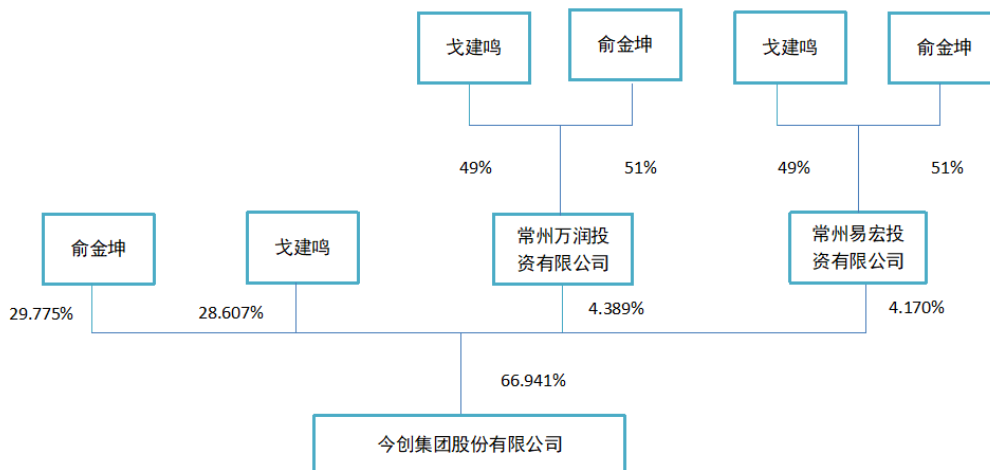 戈建鸣
俞金坤
戈建鸣
俞金坤
49%
51%
49%
51%
俞金坤
戈建鸣
常州万润投
资有限公司
常州易宏投
资有限公司
29.775%
28.607%
4.389%
4.170%
66.941%
今创集团股份有限公司